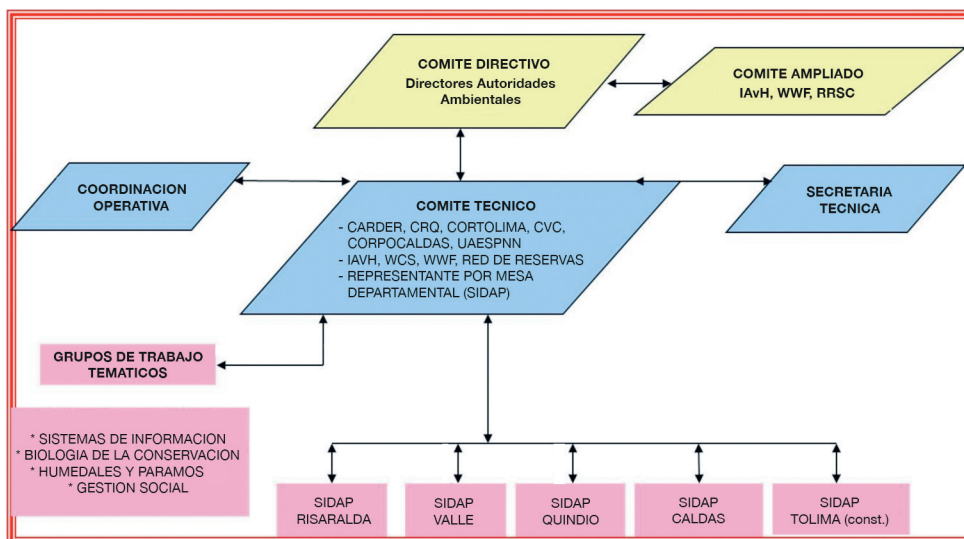 COMITE DIRECTIVO
Directores Autoridades
Ambientales
COMITE AMPLIADO
IAvH, WWF, RRSC
COORDINACION
OPERATIVA
COMITE TECNICO
- CARDER, CRQ, CORTOLIMA, CVC,
CORPOCALDAS, UAESPNN
- IAVH, WCS, WWF, RED DE RESERVAS
- REPRESENTANTE POR MESA
DEPARTAMENTAL (SIDAP)
SECRETARIA
TECNICA
GRUPOS DE TRABAJO
TEMATICOS
* SISTEMAS DE INFORMACION
* BIOLOGIA DE LA CONSERVACION
* HUMEDALES Y PARAMOS
* GESTION SOCIAL
SIDAP
RISARALDA
SIDAP
VALLE
SIDAP
QUINDIO
SIDAP
CALDAS
SIDAP
TOLIMA (const.)